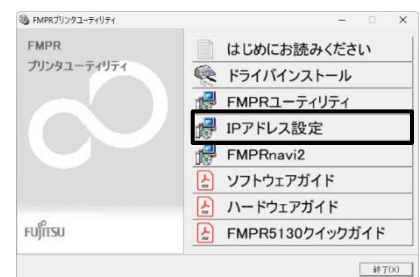 FMPRプリンタユーティリティ
FMPR
プリンタユーティリティ
はじめにお読みください
ドライバインストール
FMPRユーティリティ
IPアドレス設定
FMPRnavi2
ソフトウェアガイド
ハードウェアガイド
FMPR5130クイックガイド
FUJITSU
終了(X)